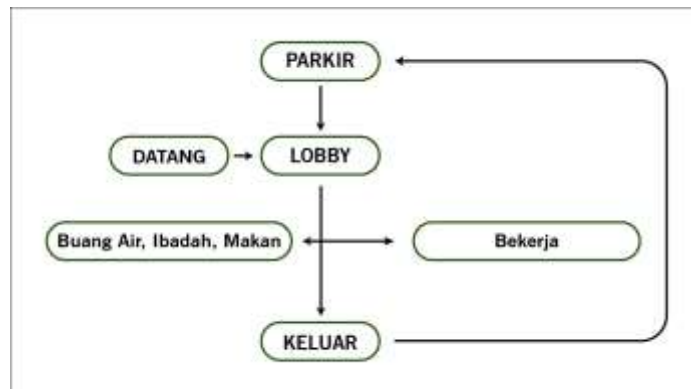 PARKIR
DATANG
LOBBY
Buang Air, Ibadah, Makan
Bekerja
KELUAR